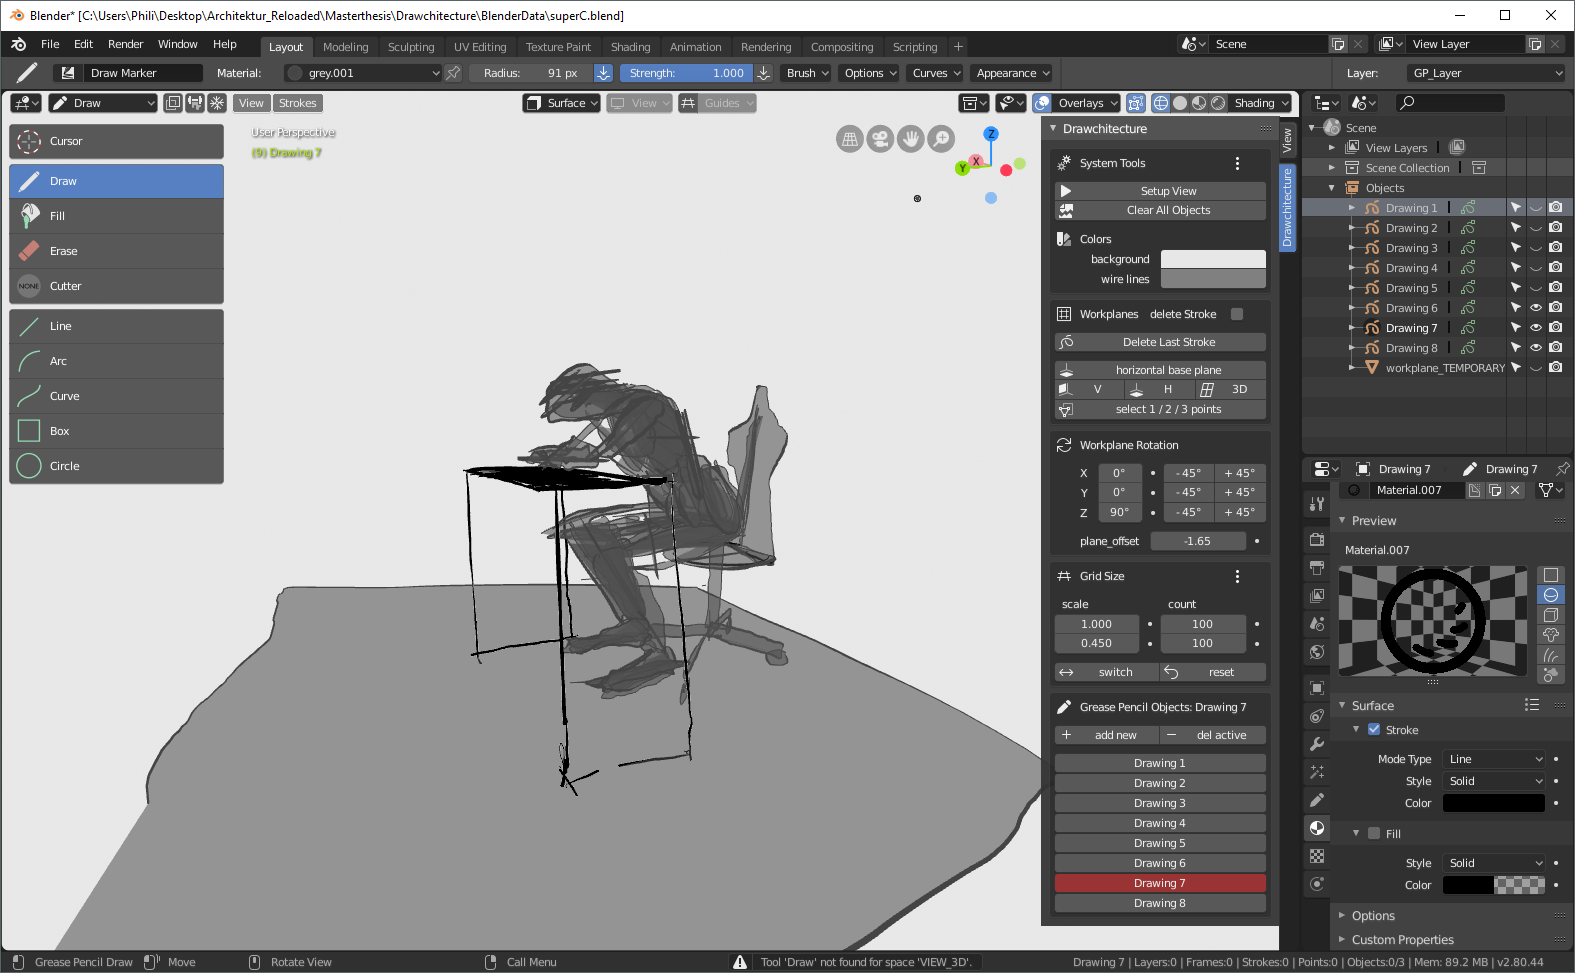 Blender* [C:\Users\Phili\Desktop\Architektur_Reloaded\Masterthesis\Drawchitecture\BlenderData\superC.blend]
File Edit Render Window Help Layout Modeling Sculpting UV Editing Texture Paint Shading Animation Rendering Compositing Scripting + Scene View Layer
Draw Marker Material: grey.001 Radius: 91 px Strength: 1.000 Brush Options Curves Appearance Layer: GP_Layer
Draw View Strokes Surface View Guides Overlays Shading
Cursor
Draw
Fill
Erase
NONE Cutter
Line
Arc
Curve
Box
Circle
User Perspective
(9) Drawing 7
Z
X
Y
View
Drawchitecture
Drawchitecture
System Tools
Setup View
Clear All Objects
Colors
background
wire lines
Workplanes delete Stroke
Delete Last Stroke
horizontal base plane
V H 3D
select 1 / 2 / 3 points
Workplane Rotation
X 0° - 45° + 45°
Y 0° - 45° + 45°
Z 90° - 45° + 45°
plane_offset -1.65
Grid Size
scale count
1.000 100
0.450 100
switch reset
Grease Pencil Objects: Drawing 7
add new del active
Drawing 1
Drawing 2
Drawing 3
Drawing 4
Drawing 5
Drawing 6
Drawing 7
Drawing 8
Scene
View Layers
Scene Collection
Objects
Drawing 1
Drawing 2
Drawing 3
Drawing 4
Drawing 5
Drawing 6
Drawing 7
Drawing 8
workplane_TEMPORARY
Drawing 7 Drawing 7
Material.007
Preview
Material.007
Surface
Stroke
Mode Type Line
Style Solid
Color
Fill
Style Solid
Color
Options
Custom Properties
Grease Pencil Draw Move Rotate View Call Menu Tool 'Draw' not found for space 'VIEW_3D'. Drawing 7 | Layers:0 | Frames:0 | Strokes:0 | Points:0 | Objects:0/3 | Mem: 89.2 MB | v2.80.44